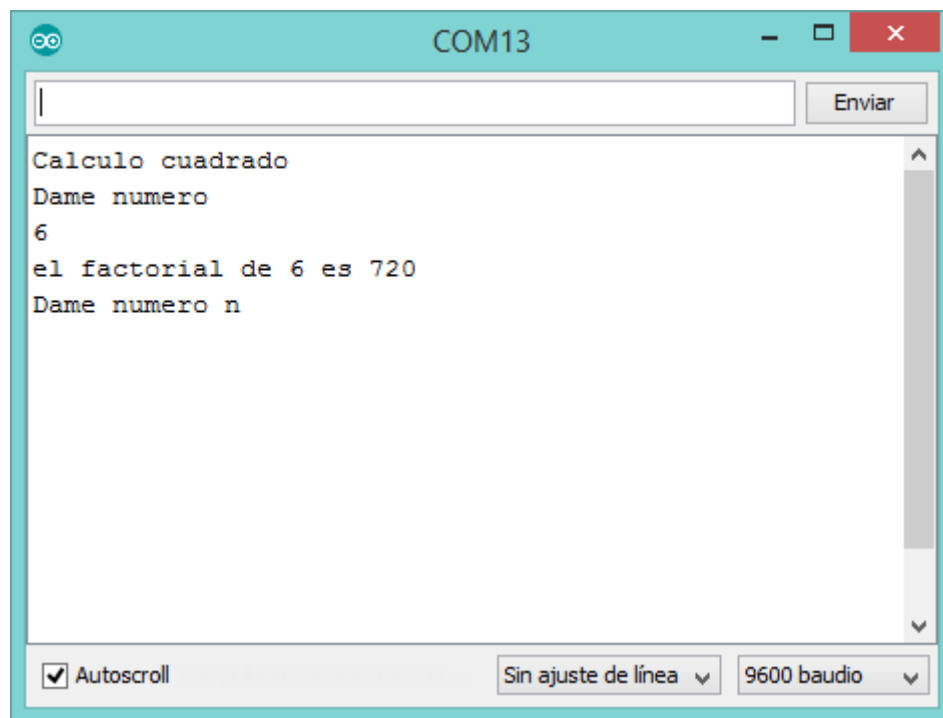 COM13
Enviar
Calculo cuadrado
Dame numero
6
el factorial de 6 es 720
Dame numero n
Autoscroll
Sin ajuste de línea
9600 baudio